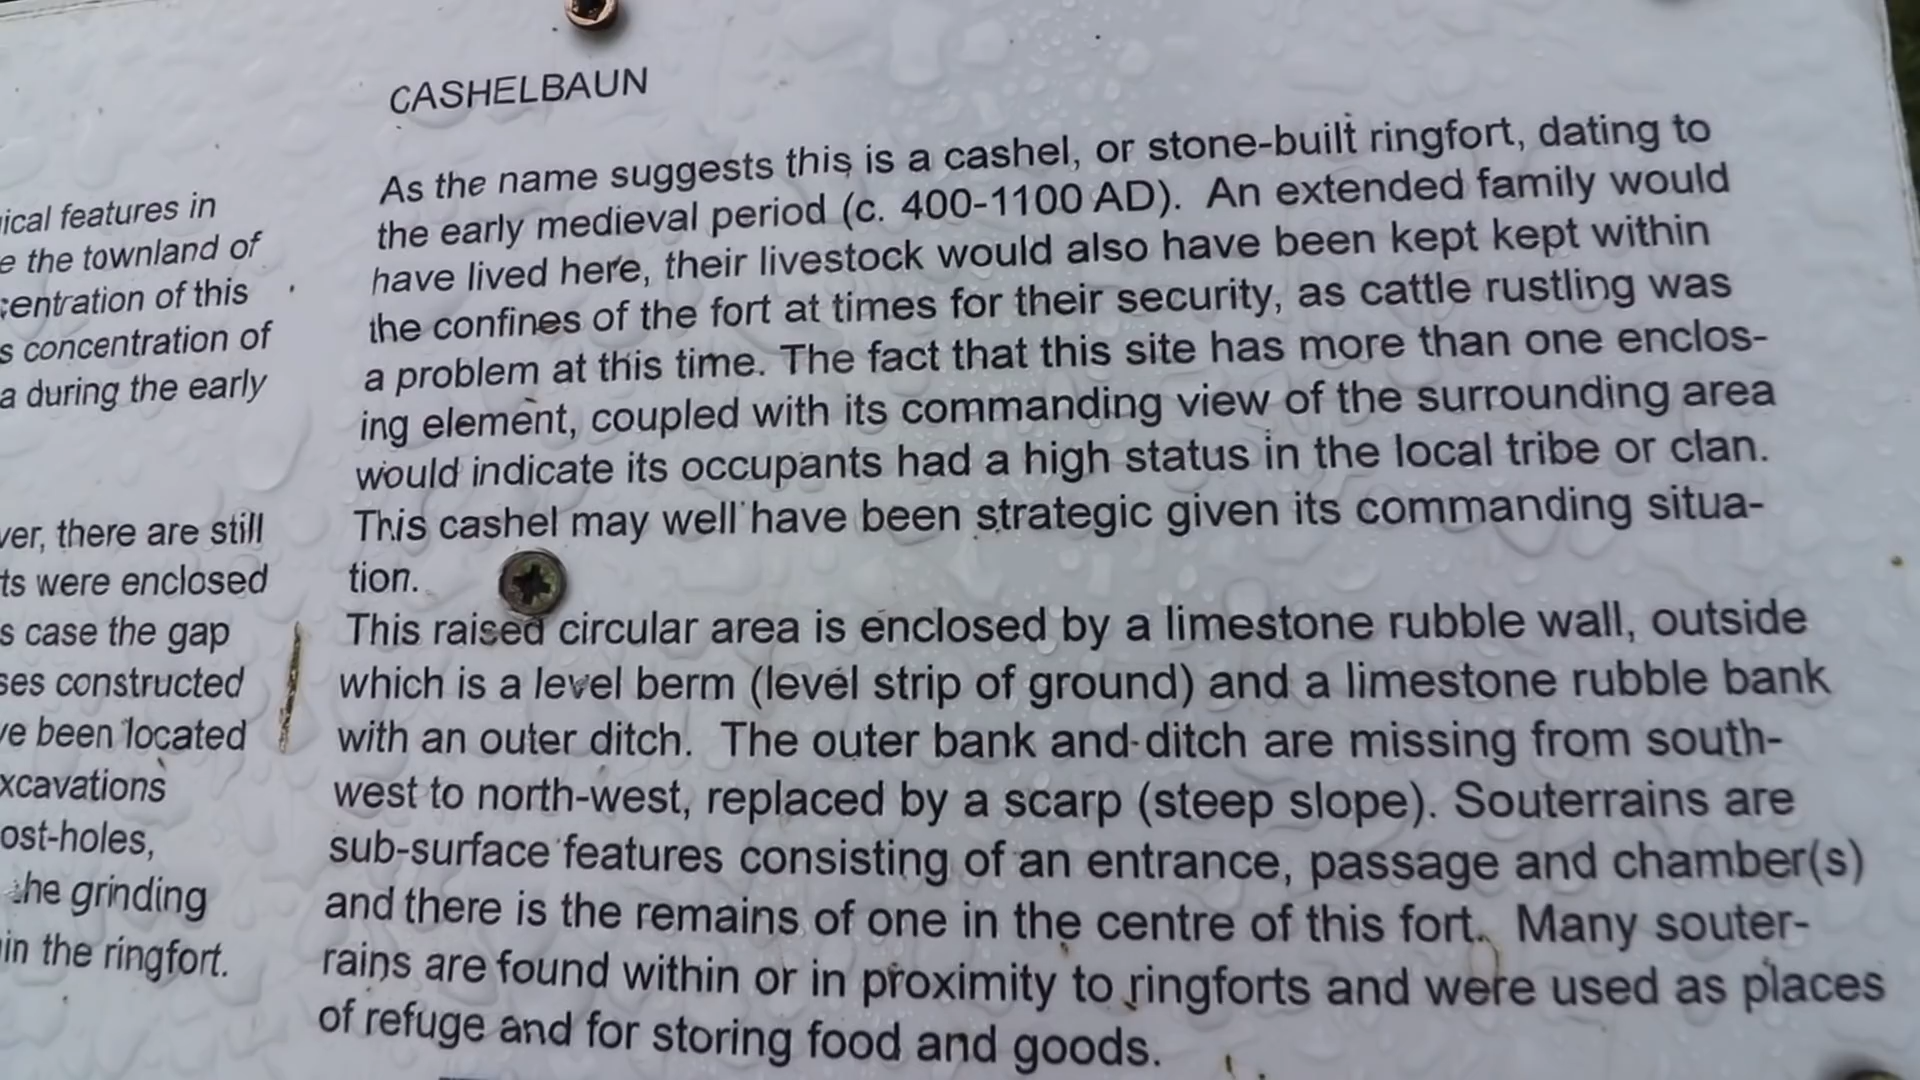 CASHELBAUN
As the name suggests this is a cashel, or stone-built ringfort, dating to
the early medieval period (c. 400-1100 AD). An extended family would
have lived here, their livestock would also have been kept kept within
the confines of the fort at times for their security, as cattle rustling was
a problem at this time. The fact that this site has more than one enclos-
ing element, coupled with its commanding view of the surrounding area
would indicate its occupants had a high status in the local tribe or clan.
This cashel may well have been strategic given its commanding situa-
tion.
This raised circular area is enclosed by a limestone rubble wall, outside
which is a level berm (level strip of ground) and a limestone rubble bank
with an outer ditch. The outer bank and ditch are missing from south-
west to north-west, replaced by a scarp (steep slope). Souterrains are
sub-surface features consisting of an entrance, passage and chamber(s)
and there is the remains of one in the centre of this fort. Many souter-
rains are found within or in proximity to ringforts and were used as places
of refuge and for storing food and goods.
features in
the townland of
of this
concentration of
during the early
there are still
were enclosed
case the gap
constructed
been located
grinding
in the ringfort.